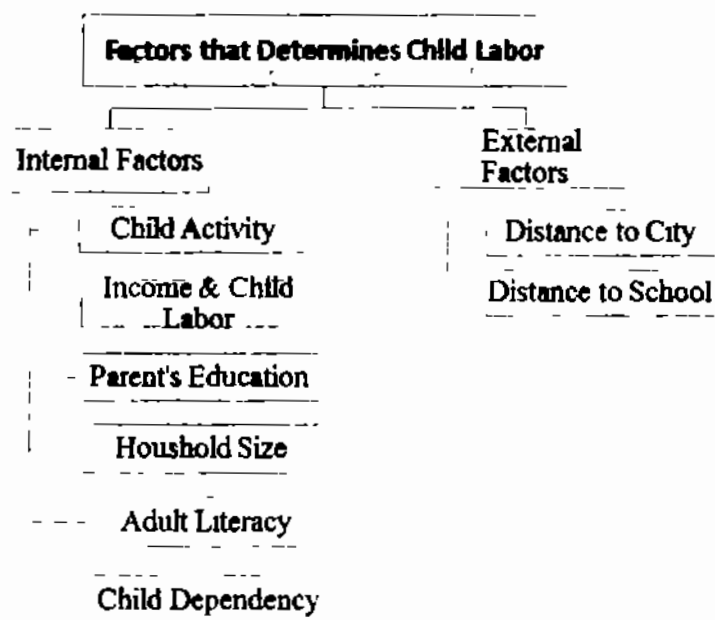 Factors that Determines Child Labor
Internal Factors
Child Activity
Income & Child
Labor
Parent's Education
Houshold Size
Adult Literacy
Child Dependency
External
Factors
Distance to City
Distance to School